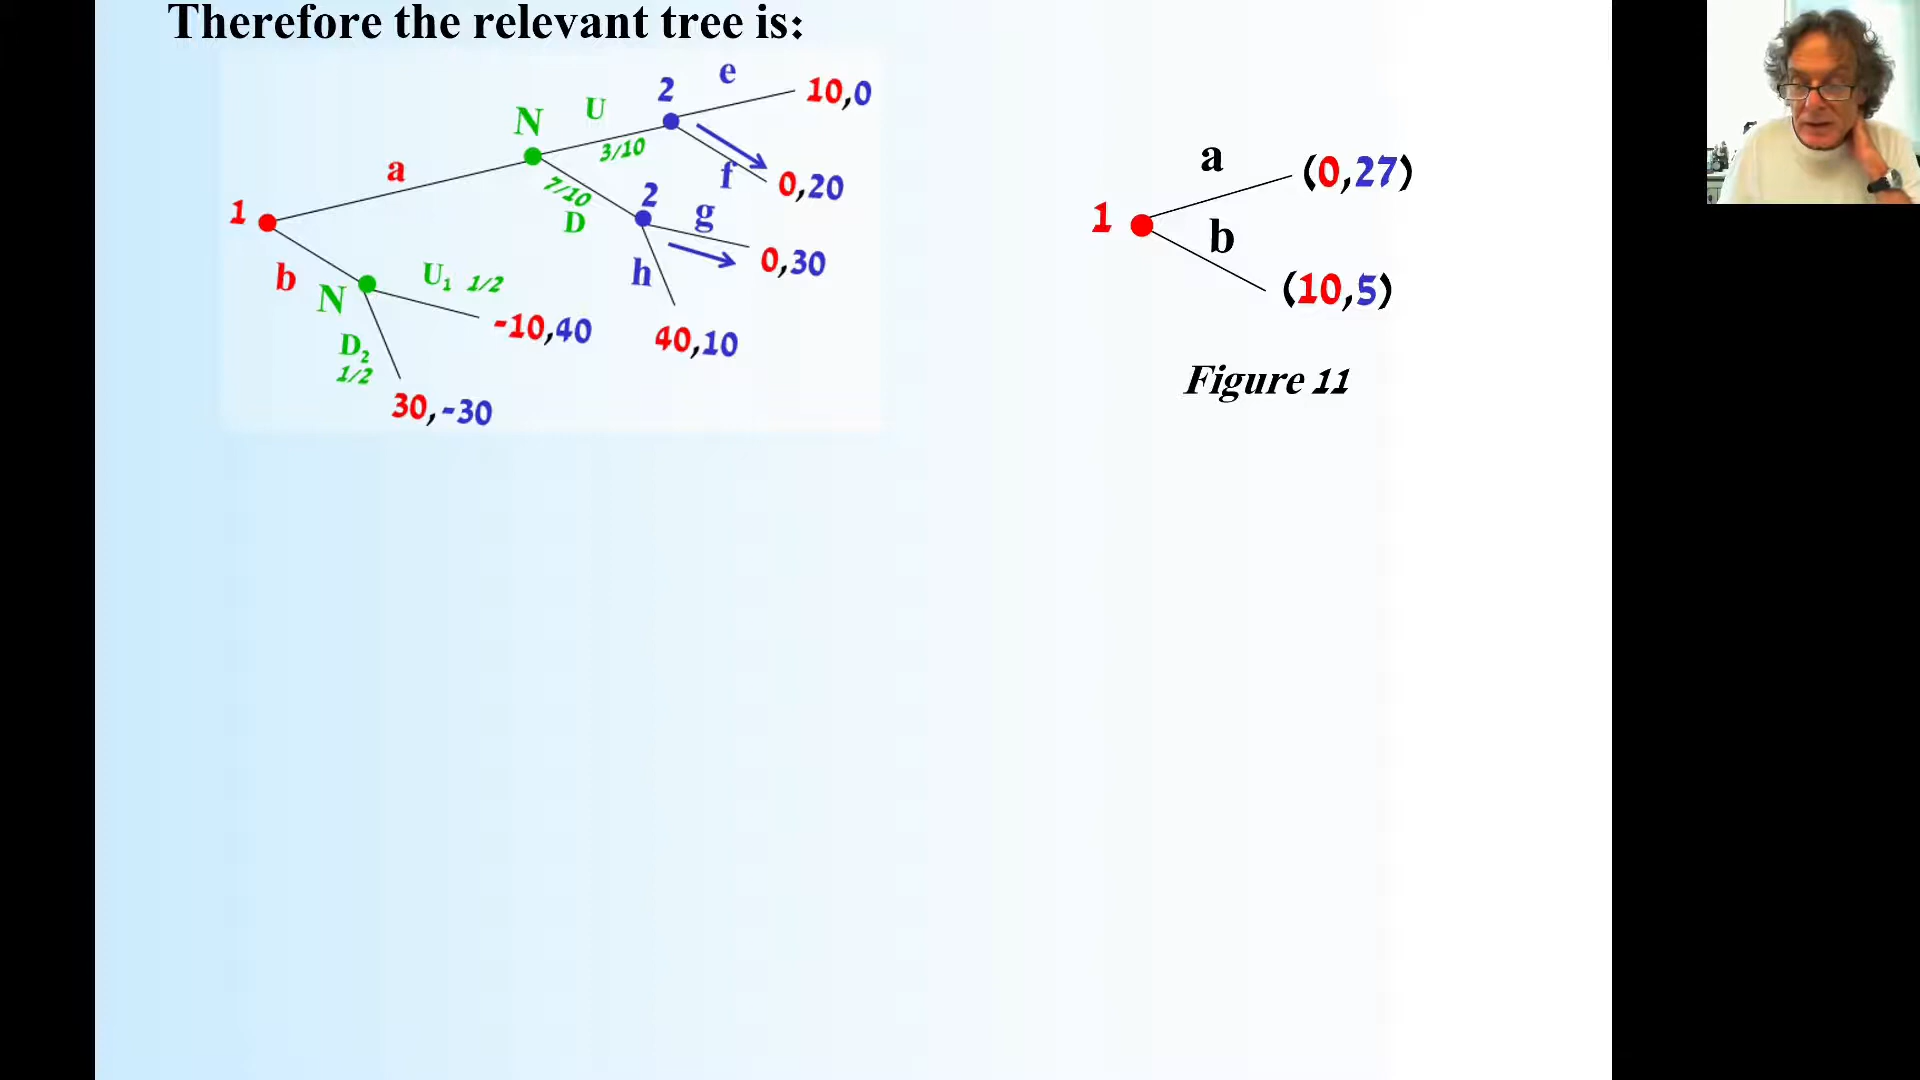 Therefore the relevant tree is:
e
2
10,0
U
N
3/10
a
f
0,20
7/10
2
D
g
1
0,30
h
b
U1 1/2
N
-10,40
40,10
D2
1/2
30,-30
a
(0,27)
1
b
(10,5)
Figure 11